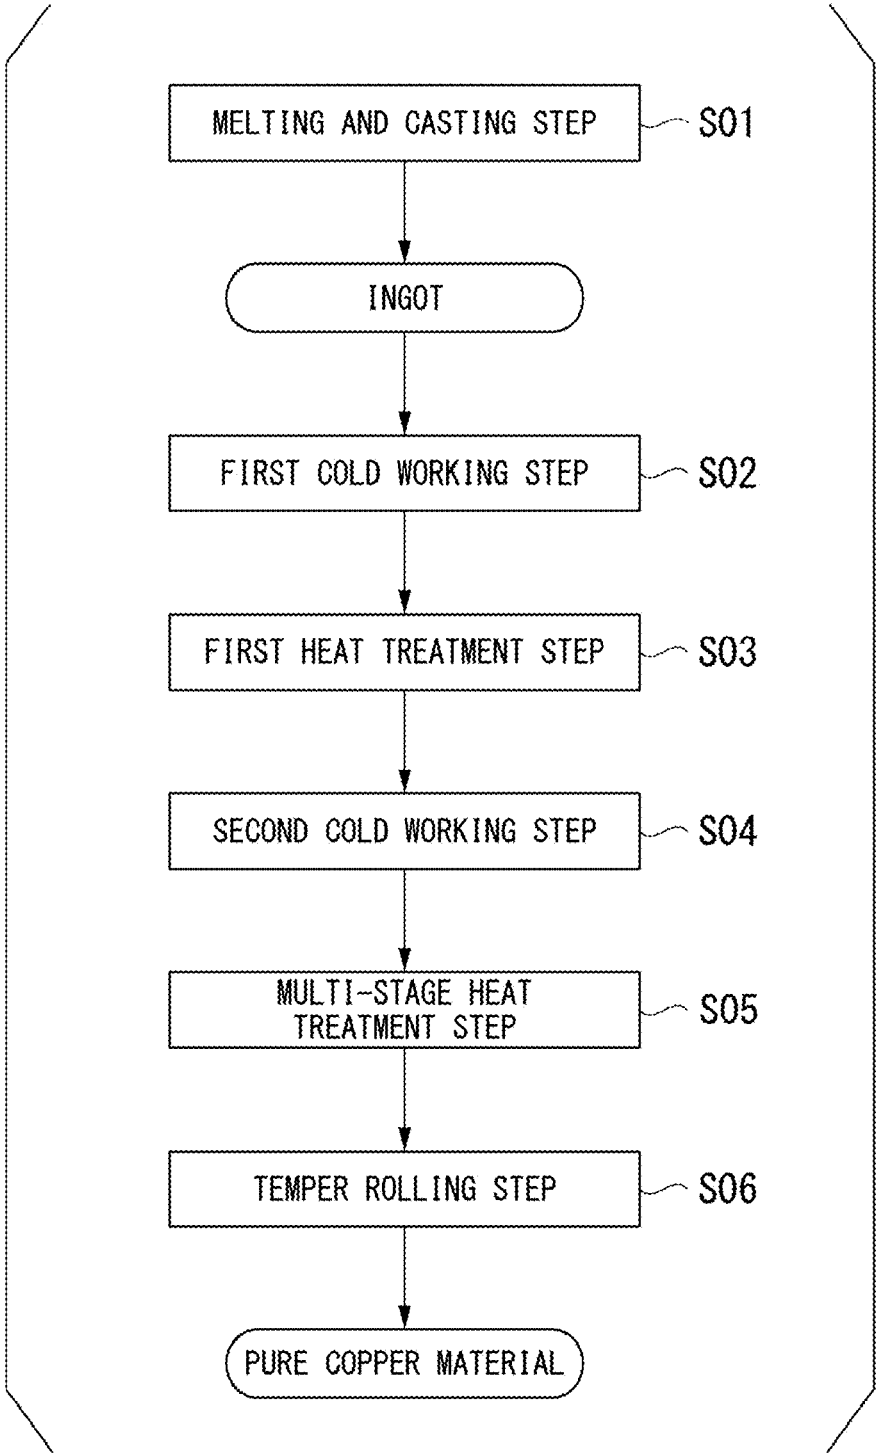 MELTING AND CASTING STEP S01
INGOT
FIRST COLD WORKING STEP S02
FIRST HEAT TREATMENT STEP S03
SECOND COLD WORKING STEP S04
MULTI-STAGE HEAT
TREATMENT STEP S05
TEMPER ROLLING STEP S06
PURE COPPER MATERIAL